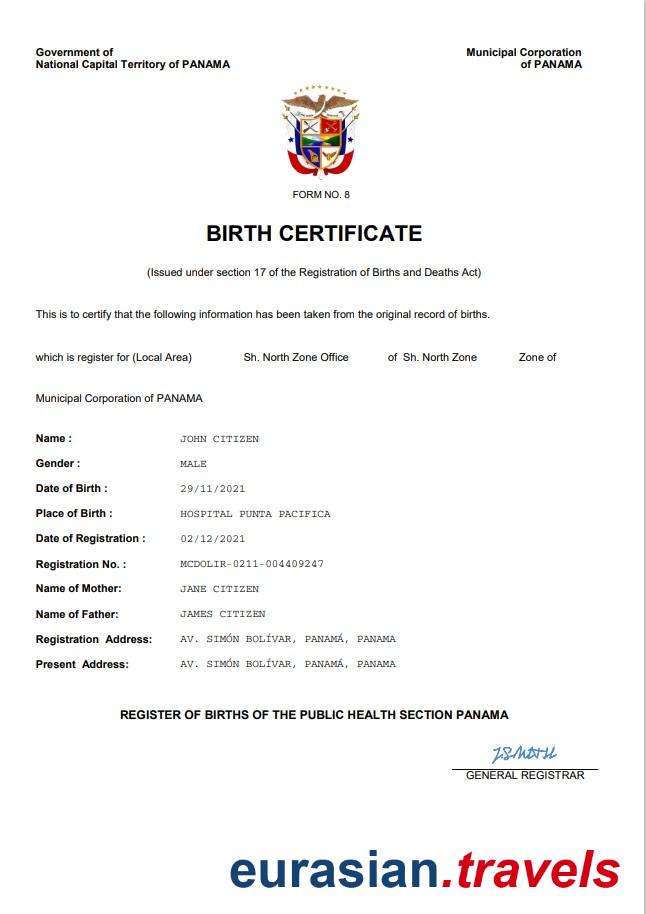 Government of
National Capital Territory of PANAMA
Municipal Corporation
of PANAMA
FORM NO. 8
BIRTH CERTIFICATE
(Issued under section 17 of the Registration of Births and Deaths Act)
This is to certify that the following information has been taken from the original record of births.
which is register for (Local Area) Sh. North Zone Office of Sh. North Zone Zone of
Municipal Corporation of PANAMA
Name : JOHN CITIZEN
Gender : MALE
Date of Birth : 29/11/2021
Place of Birth : HOSPITAL PUNTA PACIFICA
Date of Registration : 02/12/2021
Registration No. : MCDOLIR-0211-004409247
Name of Mother: JANE CITIZEN
Name of Father: JAMES CITIZEN
Registration Address: AV. SIMÓN BOLÍVAR, PANAMÁ, PANAMA
Present Address: AV. SIMÓN BOLÍVAR, PANAMÁ, PANAMA
REGISTER OF BIRTHS OF THE PUBLIC HEALTH SECTION PANAMA
GENERAL REGISTRAR
eurasian.travels